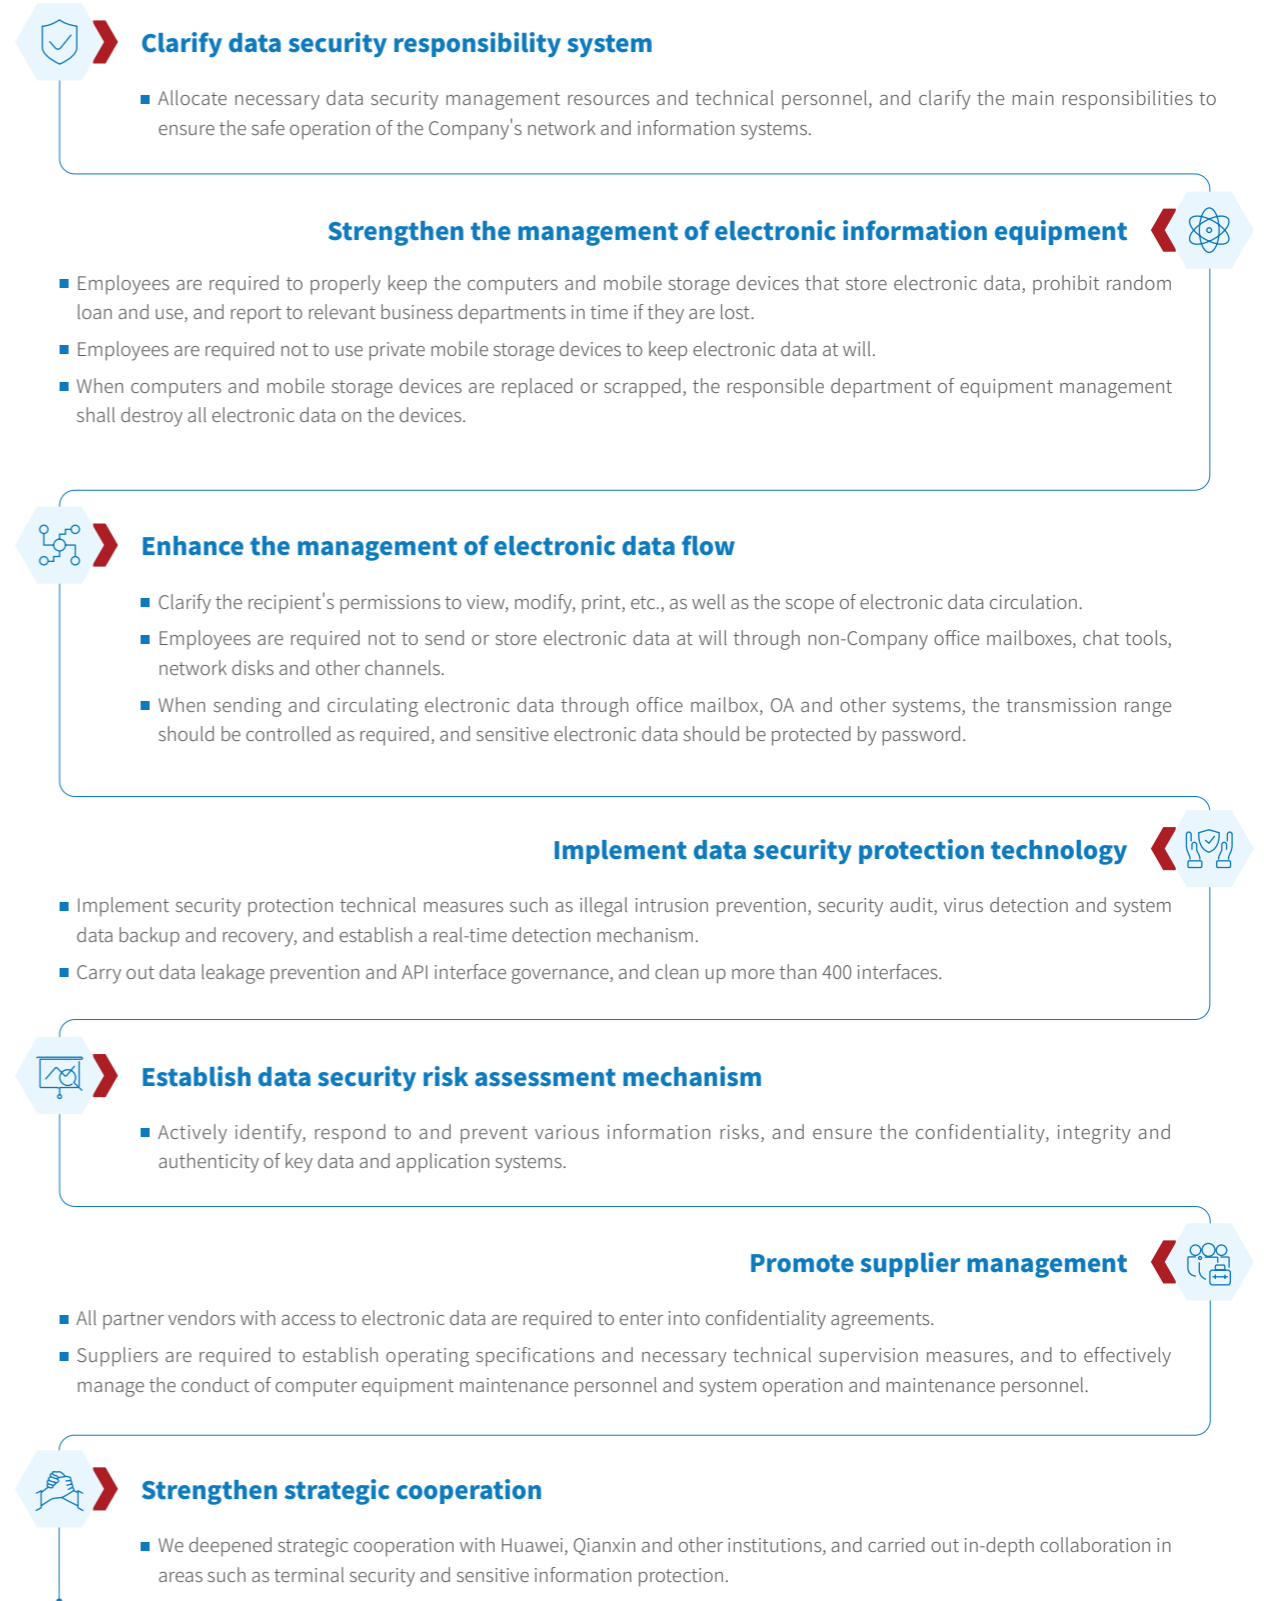 Clarify data security responsibility system
■ Allocate necessary data security management resources and technical personnel, and clarify the main responsibilities to
ensure the safe operation of the Company's network and information systems.
Strengthen the management of electronic information equipment
■ Employees are required to properly keep the computers and mobile storage devices that store electronic data, prohibit random
loan and use, and report to relevant business departments in time if they are lost.
■ Employees are required not to use private mobile storage devices to keep electronic data at will.
■ When computers and mobile storage devices are replaced or scrapped, the responsible department of equipment management
shall destroy all electronic data on the devices.
Enhance the management of electronic data flow
■ Clarify the recipient's permissions to view, modify, print, etc., as well as the scope of electronic data circulation.
■ Employees are required not to send or store electronic data at will through non-Company office mailboxes, chat tools,
network disks and other channels.
■ When sending and circulating electronic data through office mailbox, OA and other systems, the transmission range
should be controlled as required, and sensitive electronic data should be protected by password.
Implement data security protection technology
■ Implement security protection technical measures such as illegal intrusion prevention, security audit, virus detection and system
data backup and recovery, and establish a real-time detection mechanism.
■ Carry out data leakage prevention and API interface governance, and clean up more than 400 interfaces.
Establish data security risk assessment mechanism
■ Actively identify, respond to and prevent various information risks, and ensure the confidentiality, integrity and
authenticity of key data and application systems.
Promote supplier management
■ All partner vendors with access to electronic data are required to enter into confidentiality agreements.
■ Suppliers are required to establish operating specifications and necessary technical supervision measures, and to effectively
manage the conduct of computer equipment maintenance personnel and system operation and maintenance personnel.
Strengthen strategic cooperation
■ We deepened strategic cooperation with Huawei, Qianxin and other institutions, and carried out in-depth collaboration in
areas such as terminal security and sensitive information protection.